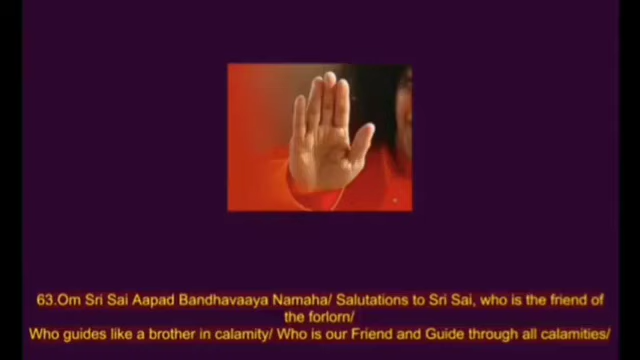 63.Om Sri Sai Aapad Bandhavaaya Namaha/ Salutations to Sri Sai, who is the friend of
the forlorn/
Who guides like a brother in calamity/ Who is our Friend and Guide through all calamities/